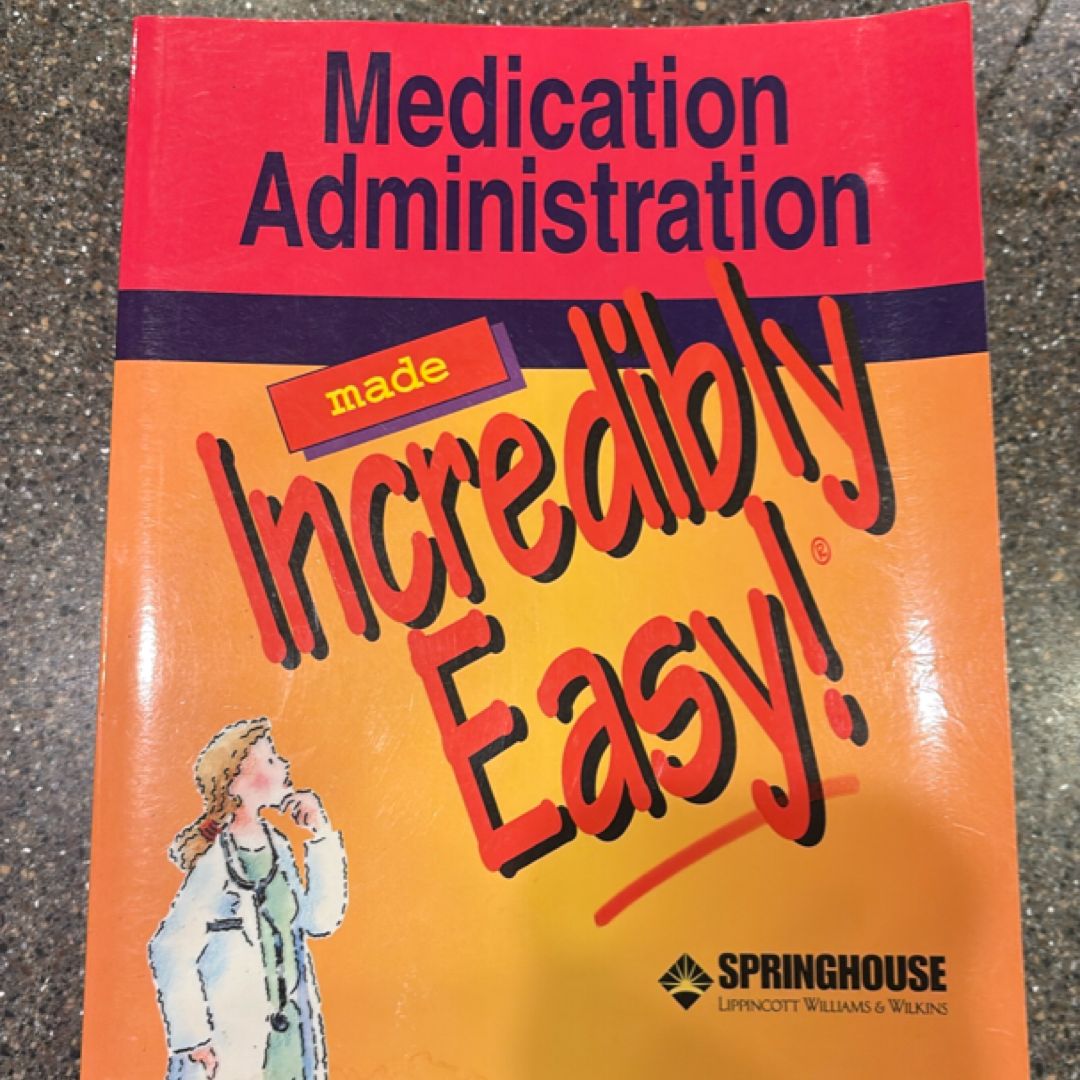 Medication
Administration
made
Incredibly
Easy!®
SPRINGHOUSE
LIPPINCOTT WILLIAMS & WILKINS